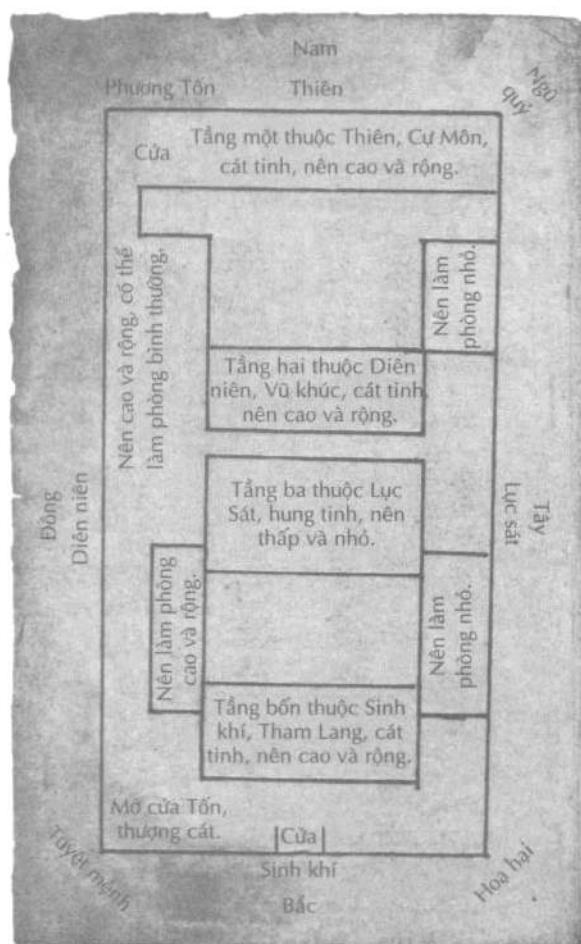 Nam
Phương Tốn
Thiên
Ngũ
quỷ
Cửa
Tầng một thuộc Thiên, Cự Môn,
cát tinh, nên cao và rộng.
Nên cao và rộng, có thể
làm phòng bình thường.
Nên làm
phòng nhỏ.
Tầng hai thuộc Diên
niên, Vũ khúc, cát tinh,
nên cao và rộng.
Đông
Diên niên
Tầng ba thuộc Lục
Sát, hung tinh, nên
thấp và nhỏ.
Tây
Lục sát
Nên làm phòng
cao và rộng.
Nên làm
phòng nhỏ.
Tầng bốn thuộc Sinh
khí, Tham Lang, cát
tinh, nên cao và rộng.
Mở cửa Tốn,
thượng cát.
Cửa
Tuyệt mệnh
Sinh khí
Hoạ hại
Bắc